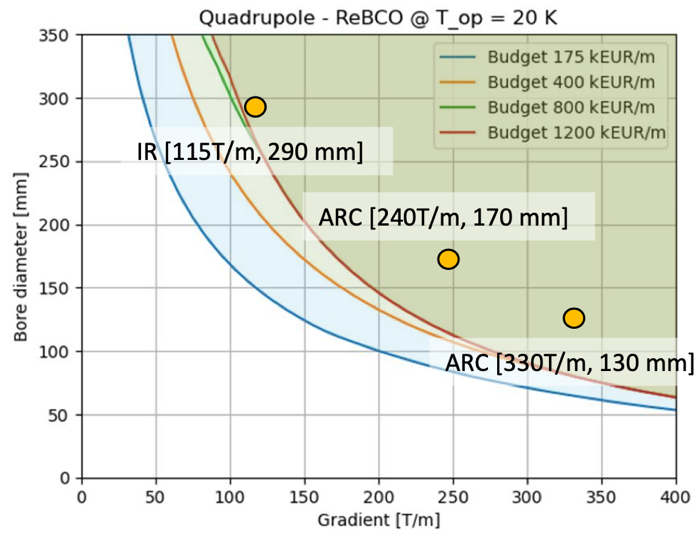 Quadrupole - ReBCO @ T_op = 20 K
350
300
250
200
150
100
50
0
Bore diameter [mm]
Budget 175 kEUR/m
Budget 400 kEUR/m
Budget 800 kEUR/m
Budget 1200 kEUR/m
IR [115T/m, 290 mm]
ARC [240T/m, 170 mm]
ARC [330T/m, 130 mm]
0 50 100 150 200 250 300 350 400
Gradient [T/m]